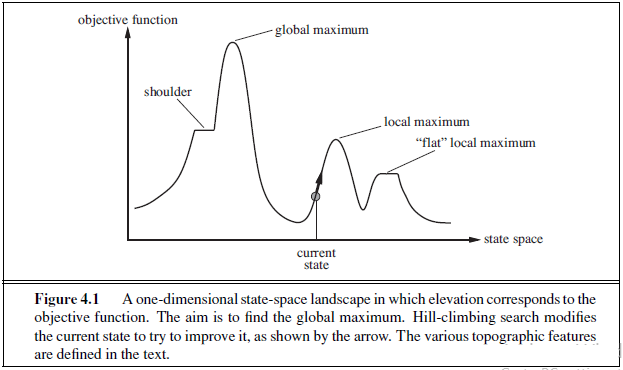 objective function
global maximum
shoulder
local maximum
“flat” local maximum
state space
current
state
Figure 4.1 A one-dimensional state-space landscape in which elevation corresponds to the
objective function. The aim is to find the global maximum. Hill-climbing search modifies
the current state to try to improve it, as shown by the arrow. The various topographic features
are defined in the text.